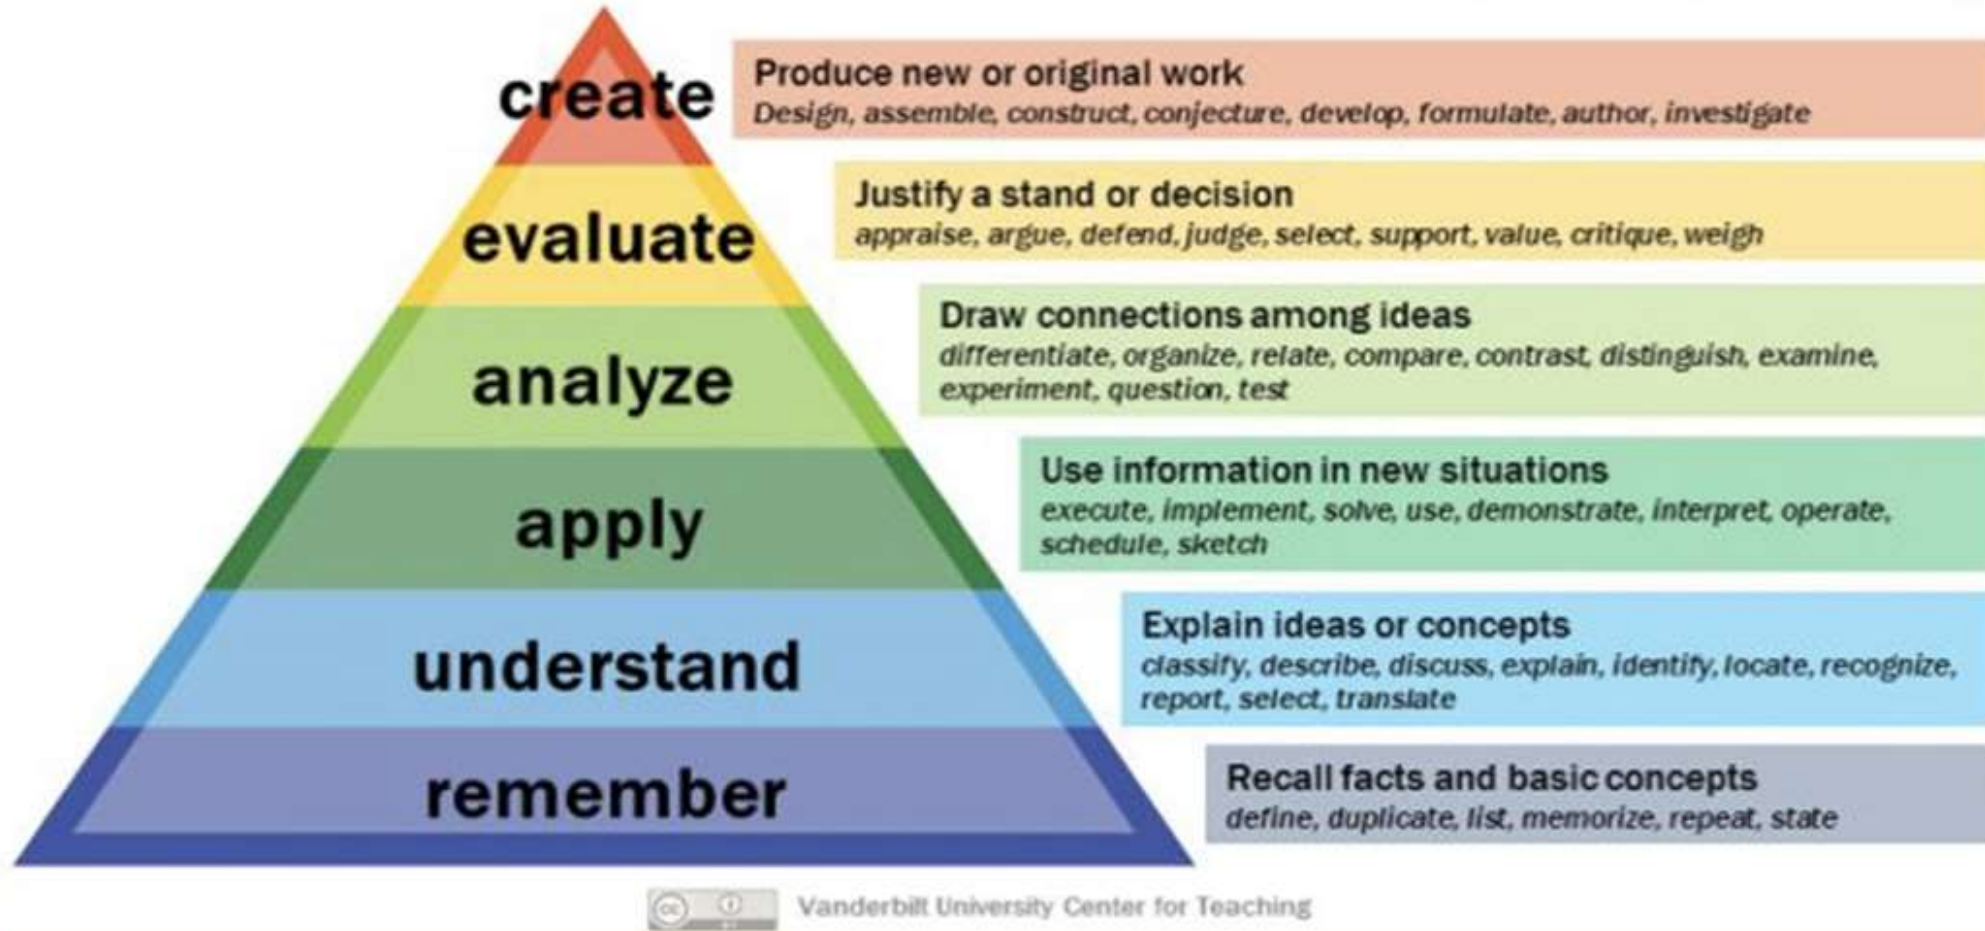 create
Produce new or original work
Design, assemble, construct, conjecture, develop, formulate, author, investigate
evaluate
Justify a stand or decision
appraise, argue, defend, judge, select, support, value, critique, weigh
analyze
Draw connections among ideas
differentiate, organize, relate, compare, contrast, distinguish, examine,
experiment, question, test
apply
Use information in new situations
execute, implement, solve, use, demonstrate, interpret, operate,
schedule, sketch
understand
Explain ideas or concepts
classify, describe, discuss, explain, identify, locate, recognize,
report, select, translate
remember
Recall facts and basic concepts
define, duplicate, list, memorize, repeat, state
cc
Vanderbilt University Center for Teaching